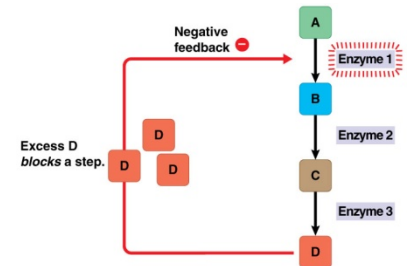 A
Negative
feedback −
Enzyme 1
B
D
Enzyme 2
Excess D
blocks a step.
D
D
C
Enzyme 3
D